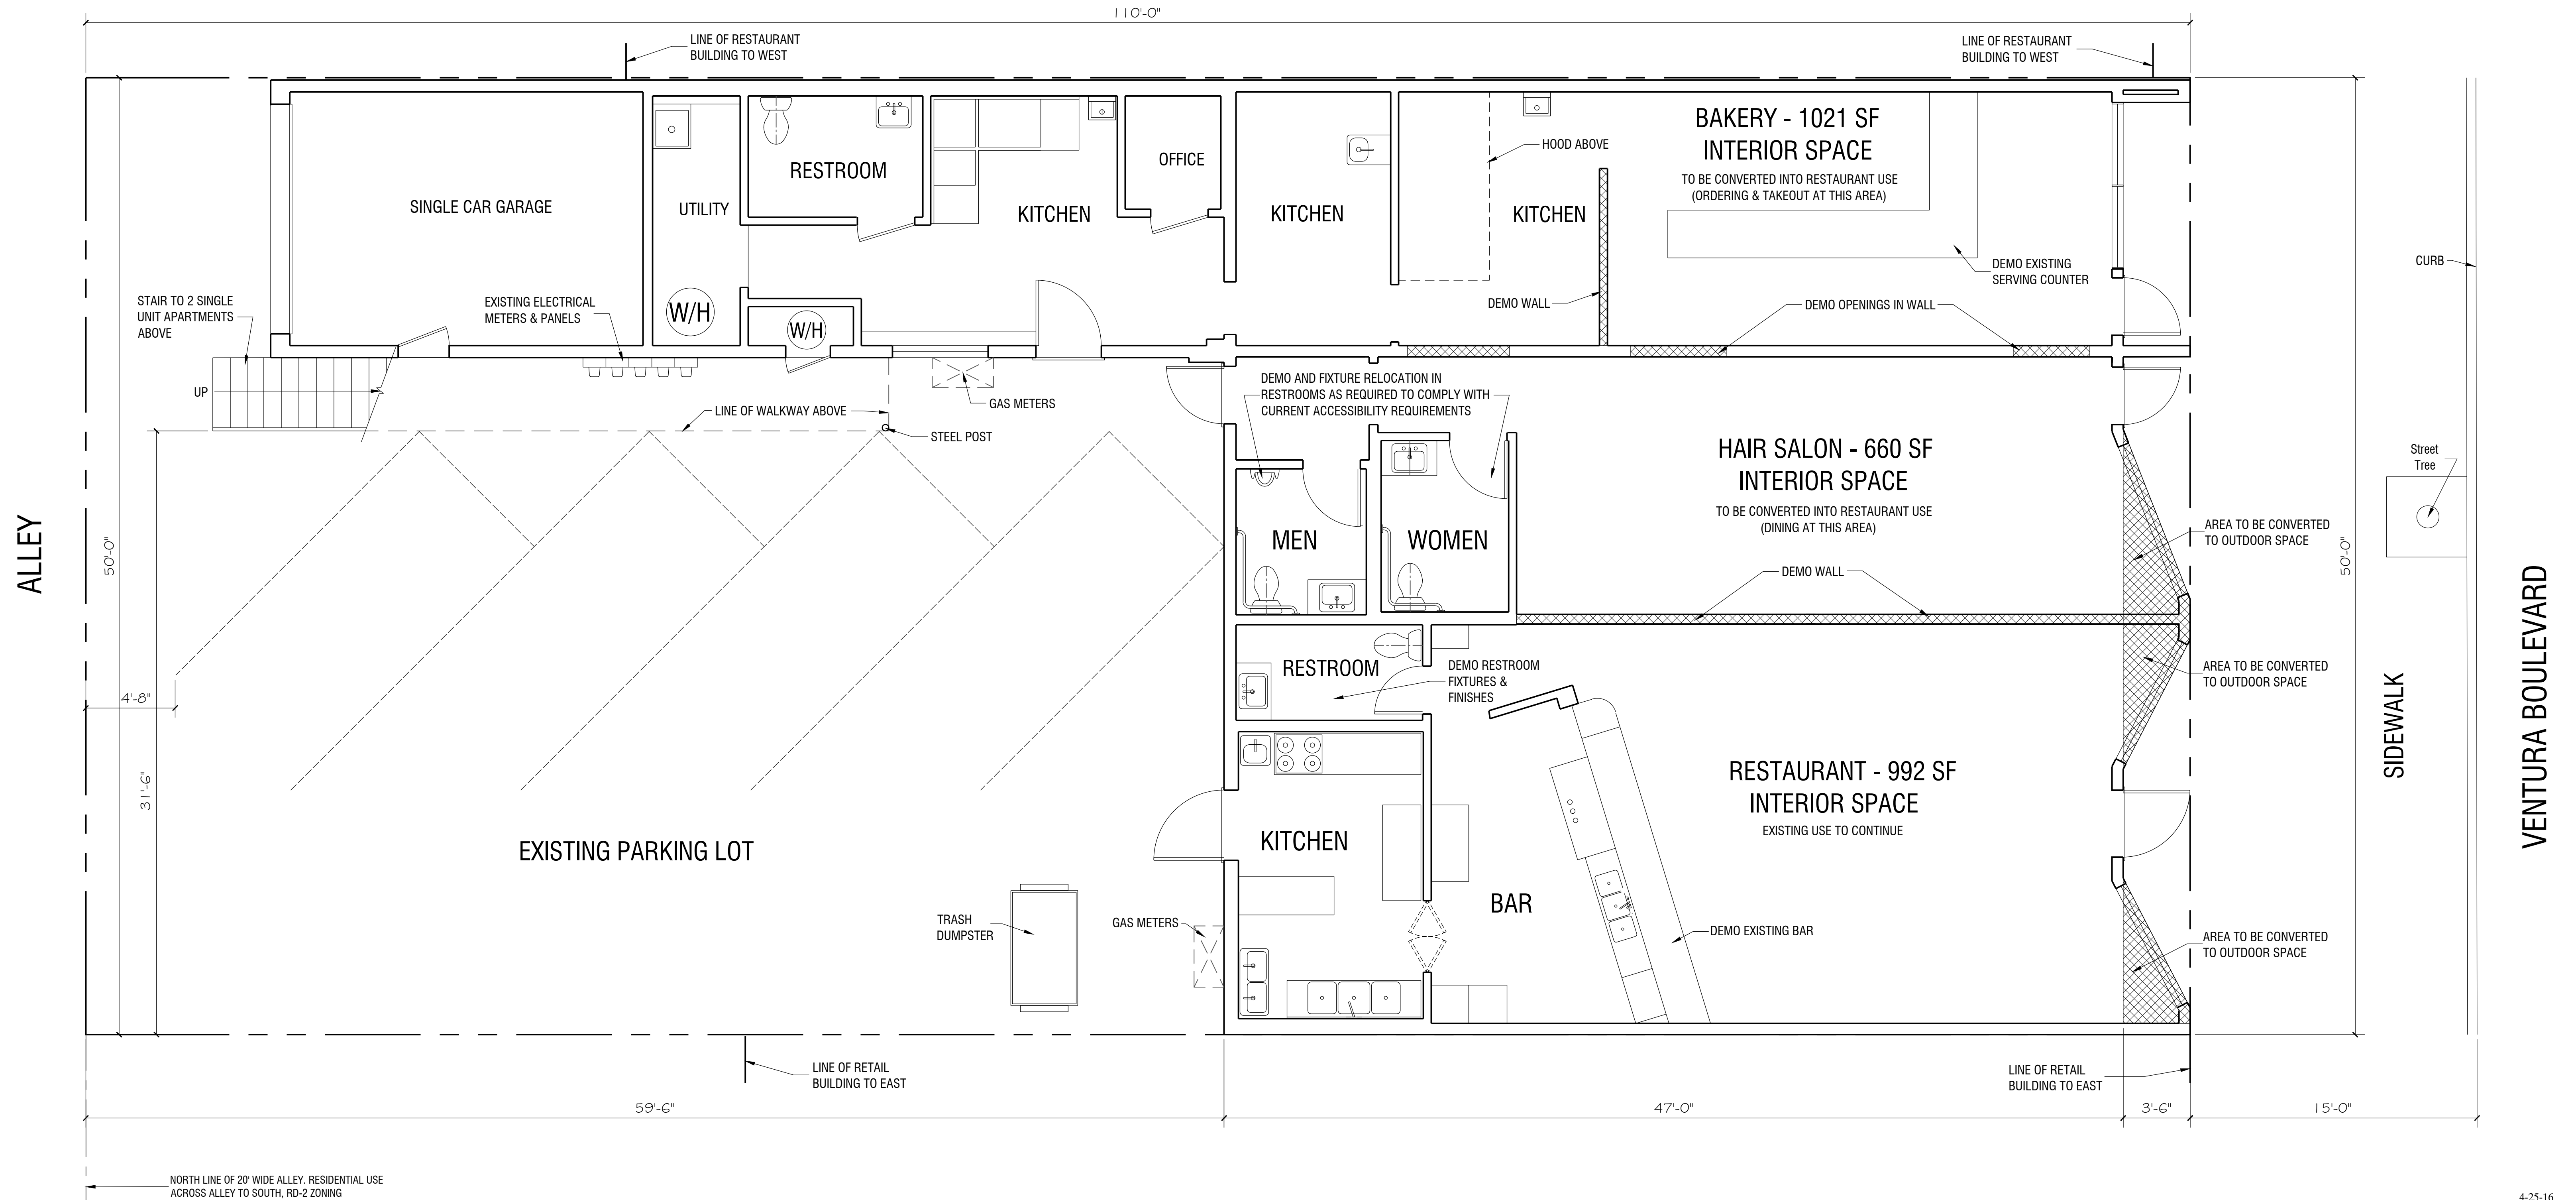 110'-0"
LINE OF RESTAURANT
BUILDING TO WEST
LINE OF RESTAURANT
BUILDING TO WEST
BAKERY - 1021 SF
INTERIOR SPACE
TO BE CONVERTED INTO RESTAURANT USE
(ORDERING & TAKEOUT AT THIS AREA)
HOOD ABOVE
OFFICE
RESTROOM
SINGLE CAR GARAGE
UTILITY
KITCHEN
KITCHEN
KITCHEN
DEMO EXISTING
SERVING COUNTER
CURB
STAIR TO 2 SINGLE
UNIT APARTMENTS
ABOVE
EXISTING ELECTRICAL
METERS & PANELS
W/H
W/H
DEMO WALL
DEMO OPENINGS IN WALL
UP
LINE OF WALKWAY ABOVE
GAS METERS
STEEL POST
DEMO AND FIXTURE RELOCATION IN
RESTROOMS AS REQUIRED TO COMPLY WITH
CURRENT ACCESSIBILITY REQUIREMENTS
HAIR SALON - 660 SF
INTERIOR SPACE
TO BE CONVERTED INTO RESTAURANT USE
(DINING AT THIS AREA)
Street
Tree
ALLEY
50'-0"
MEN
WOMEN
AREA TO BE CONVERTED
TO OUTDOOR SPACE
50'-0"
DEMO WALL
RESTROOM
DEMO RESTROOM
FIXTURES &
FINISHES
AREA TO BE CONVERTED
TO OUTDOOR SPACE
4'-8"
31'-6"
SIDEWALK
VENTURA BOULEVARD
RESTAURANT - 992 SF
INTERIOR SPACE
EXISTING USE TO CONTINUE
EXISTING PARKING LOT
KITCHEN
BAR
TRASH
DUMPSTER
GAS METERS
DEMO EXISTING BAR
AREA TO BE CONVERTED
TO OUTDOOR SPACE
LINE OF RETAIL
BUILDING TO EAST
LINE OF RETAIL
BUILDING TO EAST
59'-6"
47'-0"
3'-6"
15'-0"
NORTH LINE OF 20' WIDE ALLEY. RESIDENTIAL USE
ACROSS ALLEY TO SOUTH, RD-2 ZONING
4-25-16